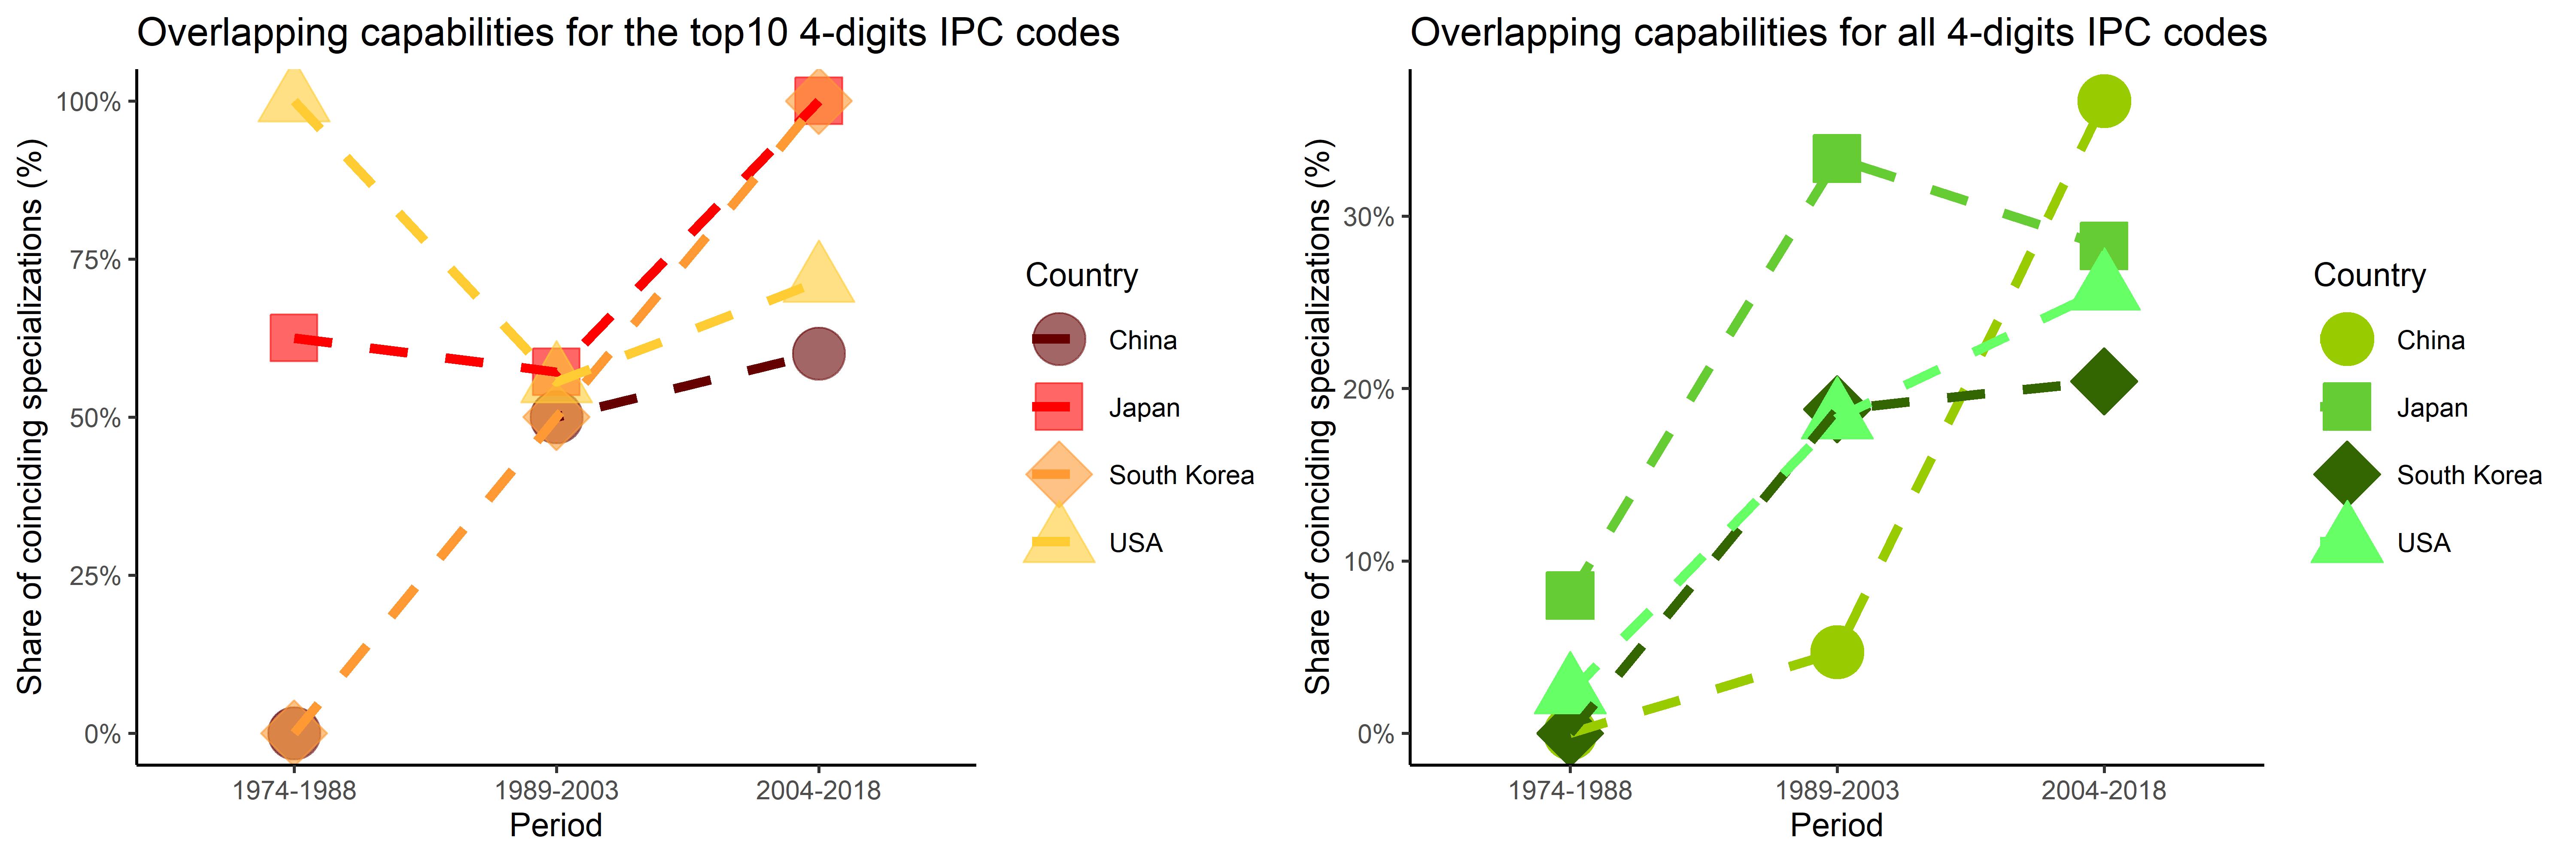 Overlapping capabilities for the top10 4-digits IPC codes
Share of coinciding specializations (%)
100%
75%
50%
25%
0%
1974-1988
1989-2003
2004-2018
Period
Country
China
Japan
South Korea
USA
Overlapping capabilities for all 4-digits IPC codes
Share of coinciding specializations (%)
30%
20%
10%
0%
1974-1988
1989-2003
2004-2018
Period
Country
China
Japan
South Korea
USA